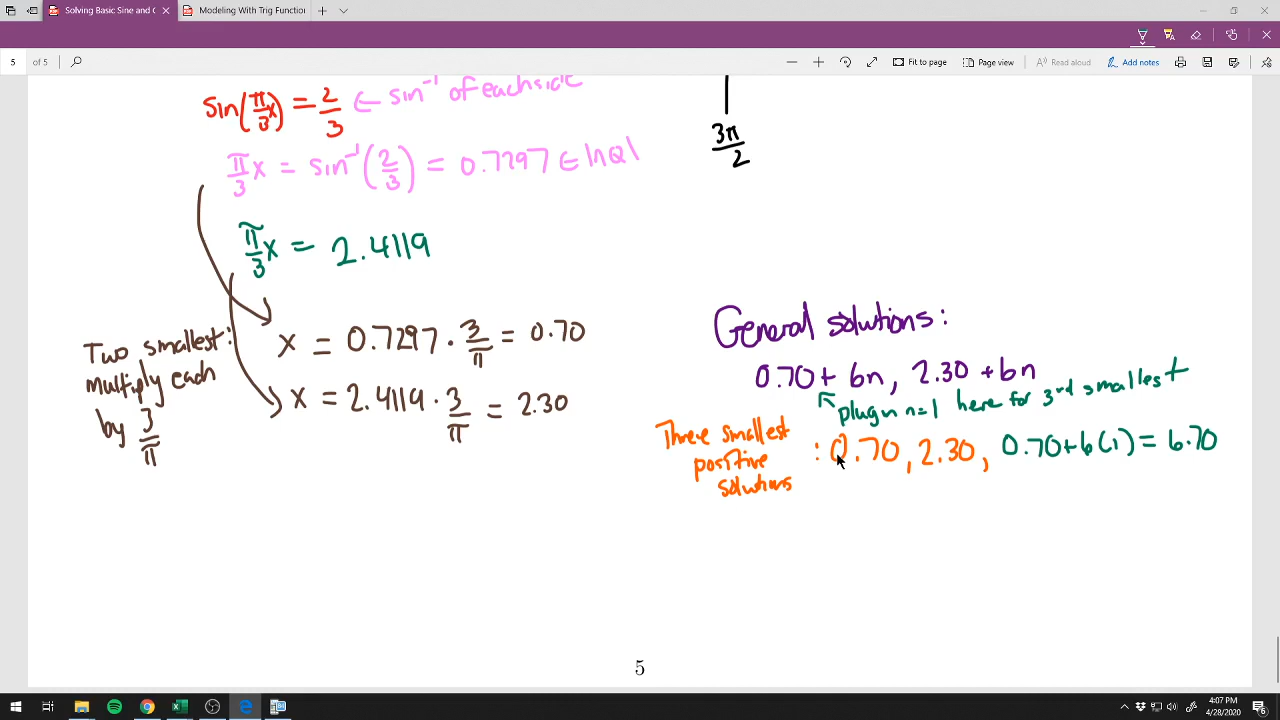 Solving Basic Sine and C
Modeling With Trig Function
5 of 5
Fit to page
Page view
Read aloud
Add notes
sin(π/3 x) = 2/3 ← sin⁻¹ of each side
π/3 x = sin⁻¹(2/3) = 0.7297 ∈ In Q1
3π/2
π/3 x = 2.4119
Two smallest:
multiply each
by 3/π
x = 0.7297 · 3/π = 0.70
x = 2.4119 · 3/π = 2.30
General solutions:
0.70 + 6n, 2.30 + 6n
plug in n=1 here for 3rd smallest
Three smallest
positive
solutions
: 0.70, 2.30, 0.70+6(1) = 6.70
5
4:07 PM
4/28/2020